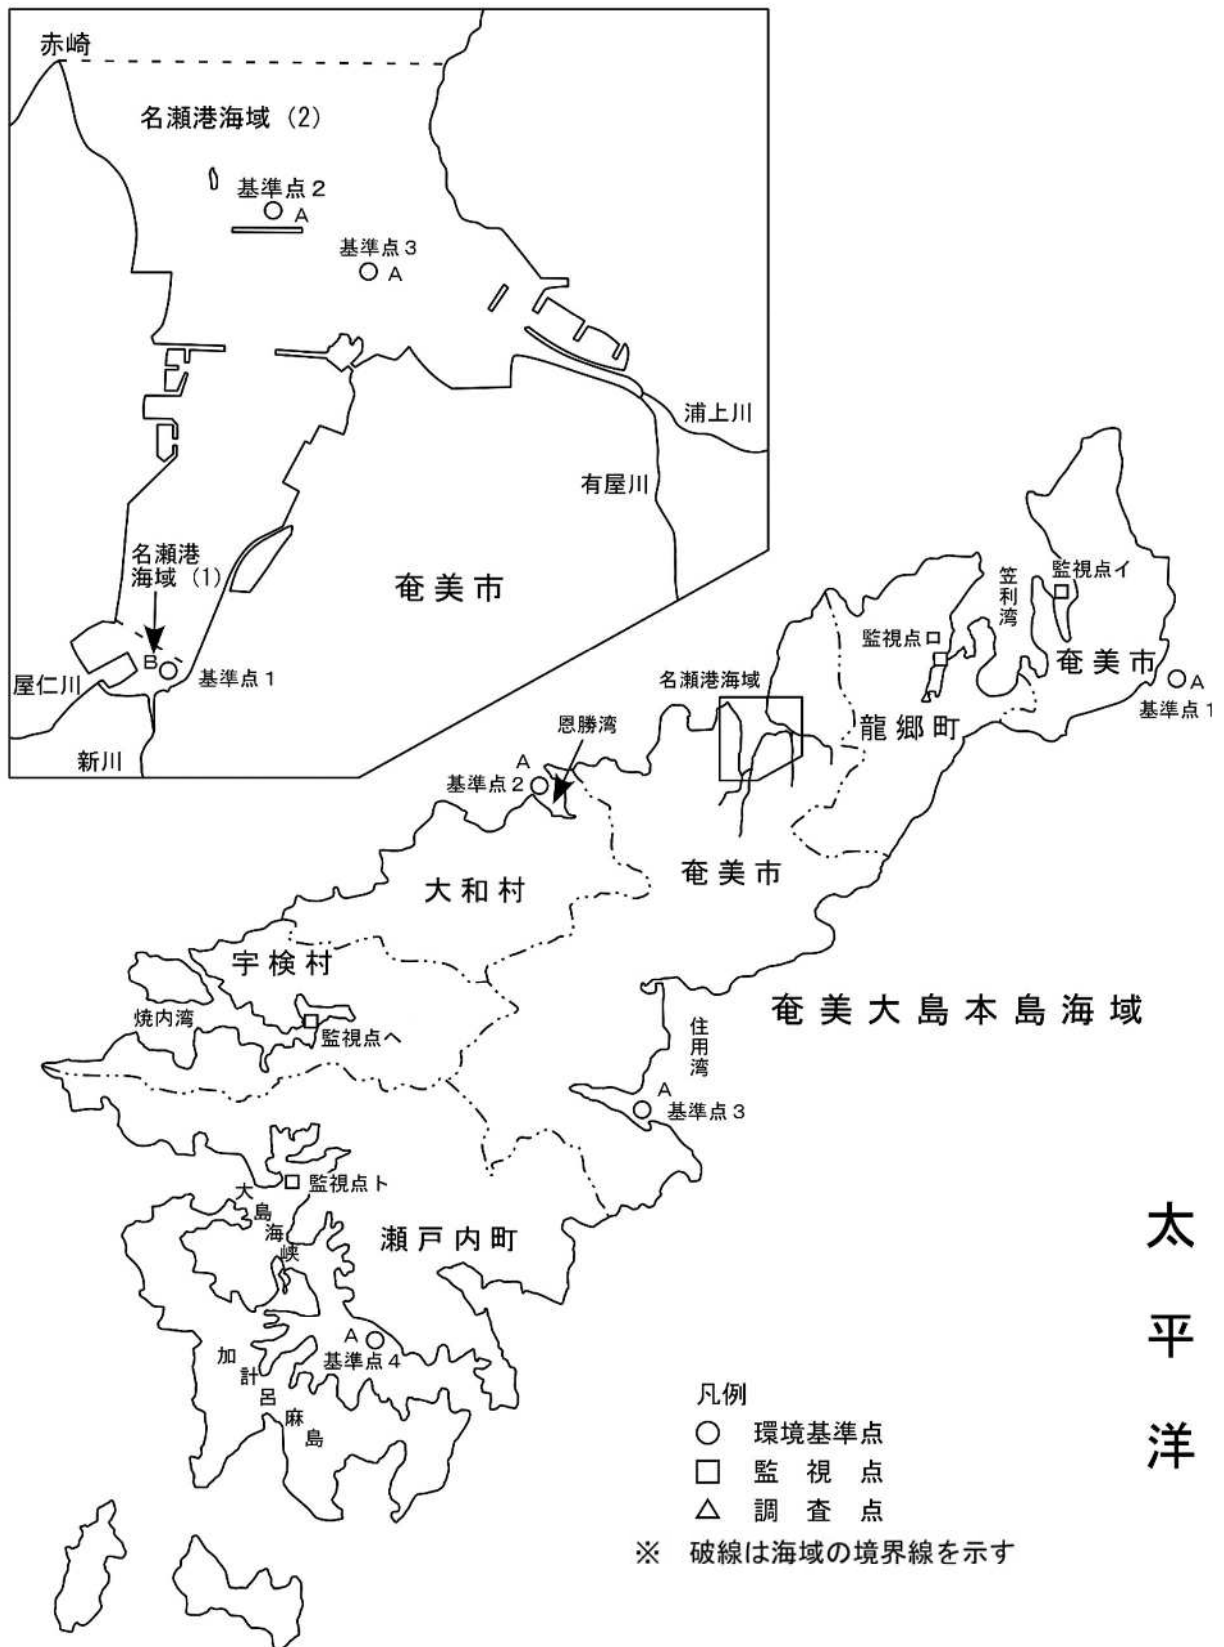 赤崎
名瀬港海域（2）
基準点2
A
基準点3
A
浦上川
有屋川
名瀬港
海域（1）
奄美市
B
基準点1
屋仁川
新川
笠利湾
監視点イ
監視点ロ
奄美市
A
基準点1
名瀬港海域
龍郷町
恩勝湾
A
基準点2
奄美市
大和村
宇検村
奄美大島本島海域
焼内湾
監視点ヘ
住用湾
A
基準点3
監視点ト
大島海峡
瀬戸内町
太平洋
A
基準点4
加計呂麻島
凡例
○ 環境基準点
□ 監視点
△ 調査点
※ 破線は海域の境界線を示す